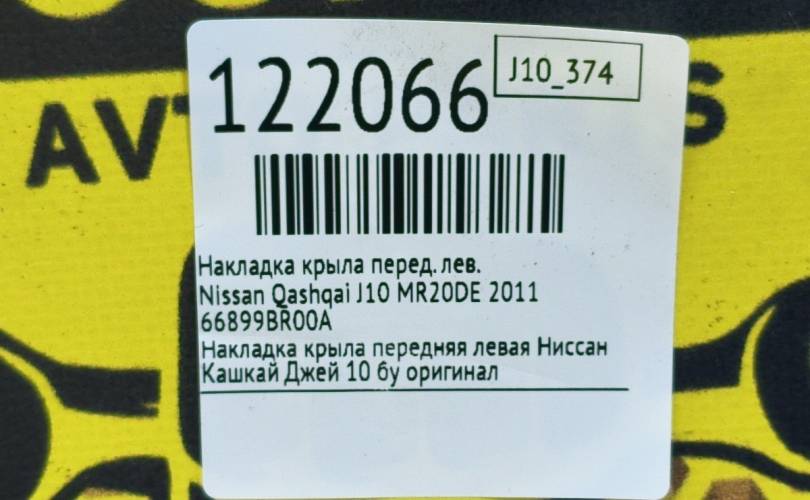 122066
J10_374
AVT
S
Накладка крыла перед. лев.
Nissan Qashqai J10 MR20DE 2011
66899BR00A
Накладка крыла передняя левая Ниссан
Кашкай Джей 10 бу оригинал